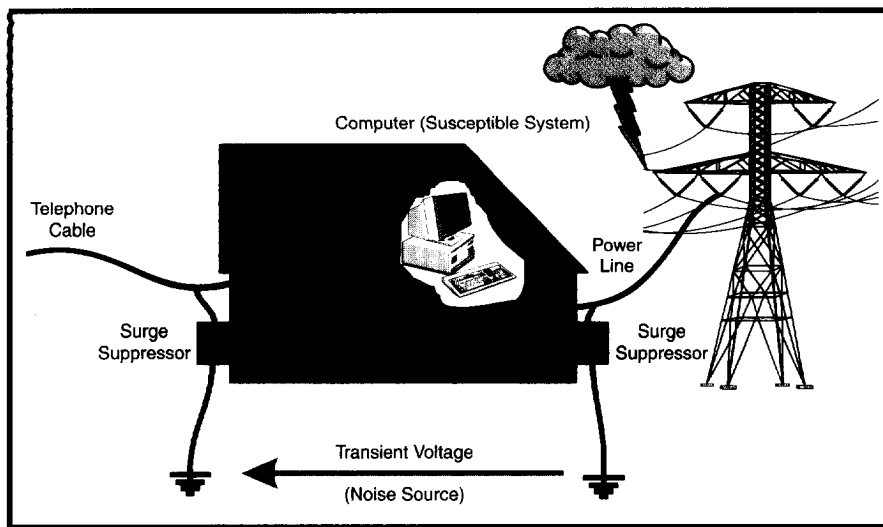 Computer (Susceptible System)
Telephone
Cable
Power
Line
Surge
Suppressor
Surge
Suppressor
Transient Voltage
(Noise Source)